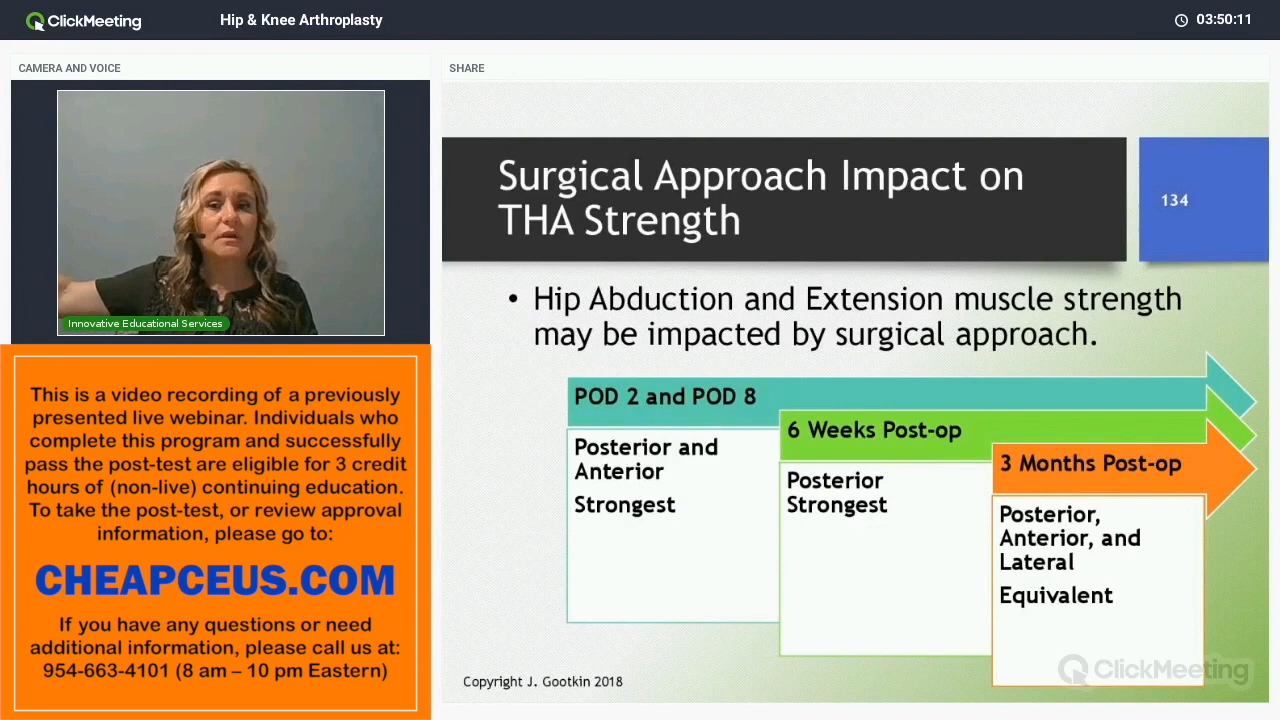 ClickMeeting
Hip & Knee Arthroplasty
03:50:11
CAMERA AND VOICE
SHARE
Innovative Educational Services
This is a video recording of a previously
presented live webinar. Individuals who
complete this program and successfully
pass the post-test are eligible for 3 credit
hours of (non-live) continuing education.
To take the post-test, or review approval
information, please go to:
CHEAPCEUS.COM
If you have any questions or need
additional information, please call us at:
954-663-4101 (8 am – 10 pm Eastern)
Surgical Approach Impact on
THA Strength
134
• Hip Abduction and Extension muscle strength
may be impacted by surgical approach.
POD 2 and POD 8
Posterior and
Anterior
Strongest
6 Weeks Post-op
Posterior
Strongest
3 Months Post-op
Posterior,
Anterior, and
Lateral
Equivalent
Copyright J. Gootkin 2018
ClickMeeting